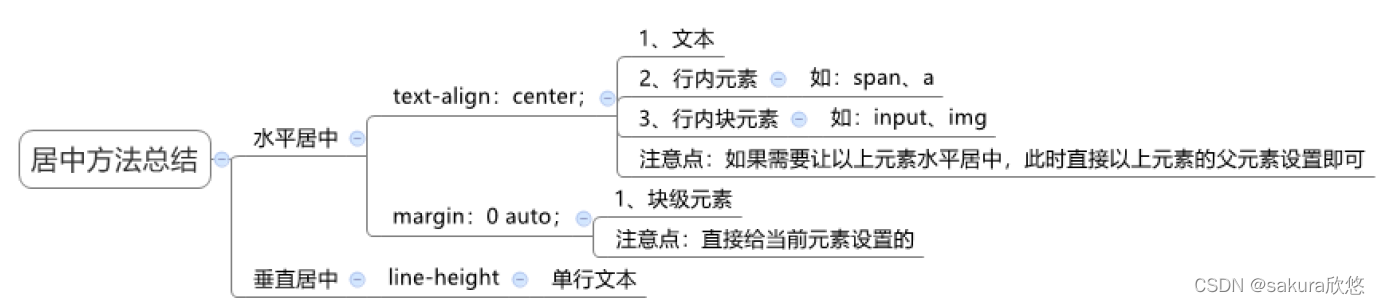 居中方法总结
水平居中
text-align：center；
1、文本
2、行内元素 如：span、a
3、行内块元素 如：input、img
注意点：如果需要让以上元素水平居中，此时直接以上元素的父元素设置即可
margin：0 auto；
1、块级元素
注意点：直接给当前元素设置的
垂直居中 line-height 单行文本
CSDN @sakura欣悠